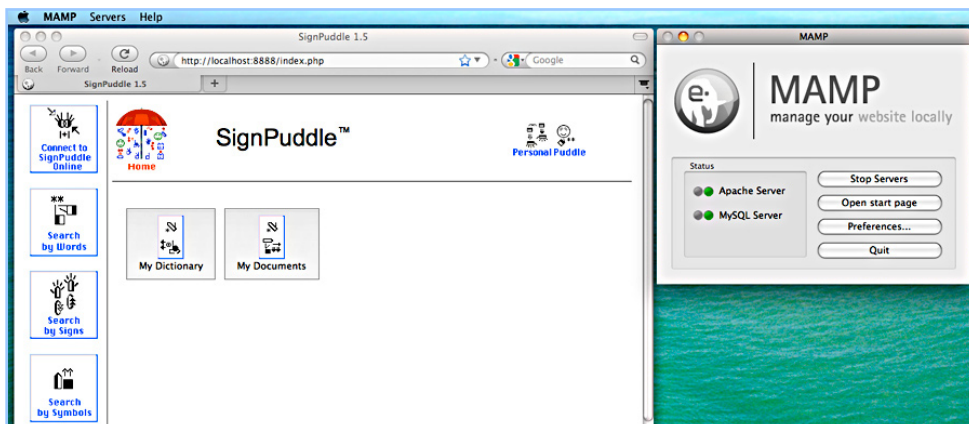 MAMP Servers Help
SignPuddle 1.5
Back Forward Reload
http://localhost:8888/index.php
Google
SignPuddle 1.5
+
Connect to
SignPuddle
Online
Search
by Words
Search
by Signs
Search
by Symbols
Home
SignPuddle™
Personal Puddle
My Dictionary
My Documents
MAMP
e.
MAMP
manage your website locally
Status
Apache Server
MySQL Server
Stop Servers
Open start page
Preferences...
Quit